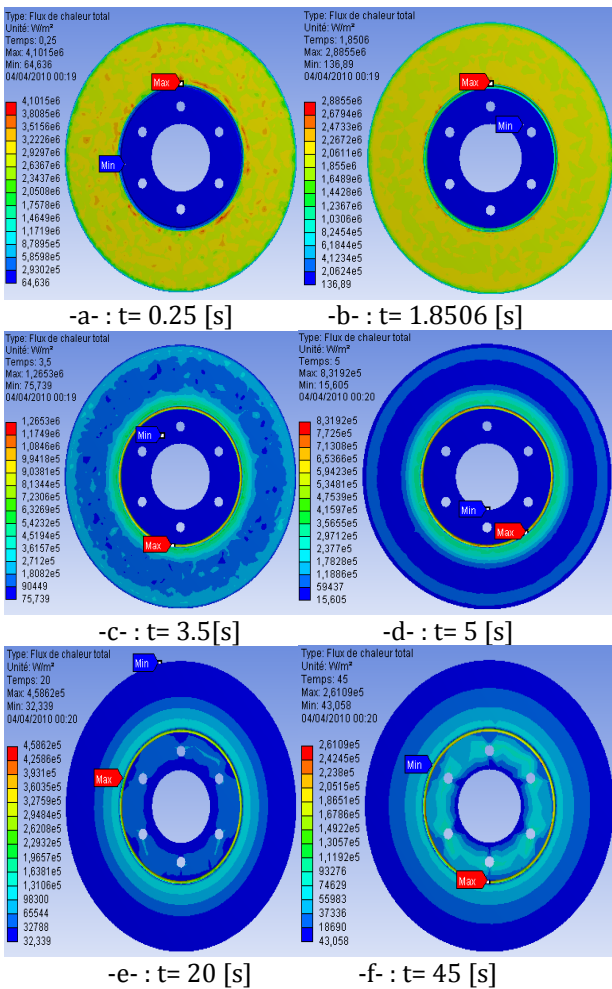 Type: Flux de chaleur total
Unité: W/m²
Temps: 0,25
Max: 4,1015e6
Min: 64,636
04/04/2010 00:19
4,1015e6
3,8085e6
3,5156e6
3,2226e6
2,9297e6
2,6367e6
2,3437e6
2,0508e6
1,7578e6
1,4649e6
1,1719e6
8,7895e5
5,8598e5
2,9302e5
64,636
Max
Min
-a- : t= 0.25 [s]
Type: Flux de chaleur total
Unité: W/m²
Temps: 1,8506
Max: 2,8855e6
Min: 136,89
04/04/2010 00:19
2,8855e6
2,6794e6
2,4733e6
2,2672e6
2,0611e6
1,855e6
1,6489e6
1,4428e6
1,2367e6
1,0306e6
8,2454e5
6,1844e5
4,1234e5
2,0624e5
136,89
Max
Min
-b- : t= 1.8506 [s]
Type: Flux de chaleur total
Unité: W/m²
Temps: 3,5
Max: 1,2653e6
Min: 75,739
04/04/2010 00:19
1,2653e6
1,1749e6
1,0846e6
9,9418e5
9,0381e5
8,1344e5
7,2306e5
6,3269e5
5,4232e5
4,5194e5
3,6157e5
2,712e5
1,8082e5
90449
75,739
Min
Max
-c- : t= 3.5[s]
Type: Flux de chaleur total
Unité: W/m²
Temps: 5
Max: 8,3192e5
Min: 15,605
04/04/2010 00:20
8,3192e5
7,725e5
7,1308e5
6,5366e5
5,9423e5
5,3481e5
4,7539e5
4,1597e5
3,5655e5
2,9712e5
2,377e5
1,7828e5
1,1886e5
59437
15,605
Min
Max
-d- : t= 5 [s]
Type: Flux de chaleur total
Unité: W/m²
Temps: 20
Max: 4,5862e5
Min: 32,339
04/04/2010 00:20
4,5862e5
4,2586e5
3,931e5
3,6035e5
3,2759e5
2,9484e5
2,6208e5
2,2932e5
1,9657e5
1,6381e5
1,3106e5
98300
65544
32788
32,339
Min
Max
-e- : t= 20 [s]
Type: Flux de chaleur total
Unité: W/m²
Temps: 45
Max: 2,6109e5
Min: 43,058
04/04/2010 00:20
2,6109e5
2,4245e5
2,238e5
2,0515e5
1,8651e5
1,6786e5
1,4922e5
1,3057e5
1,1192e5
93276
74629
55983
37336
18690
43,058
Min
Max
-f- : t= 45 [s]